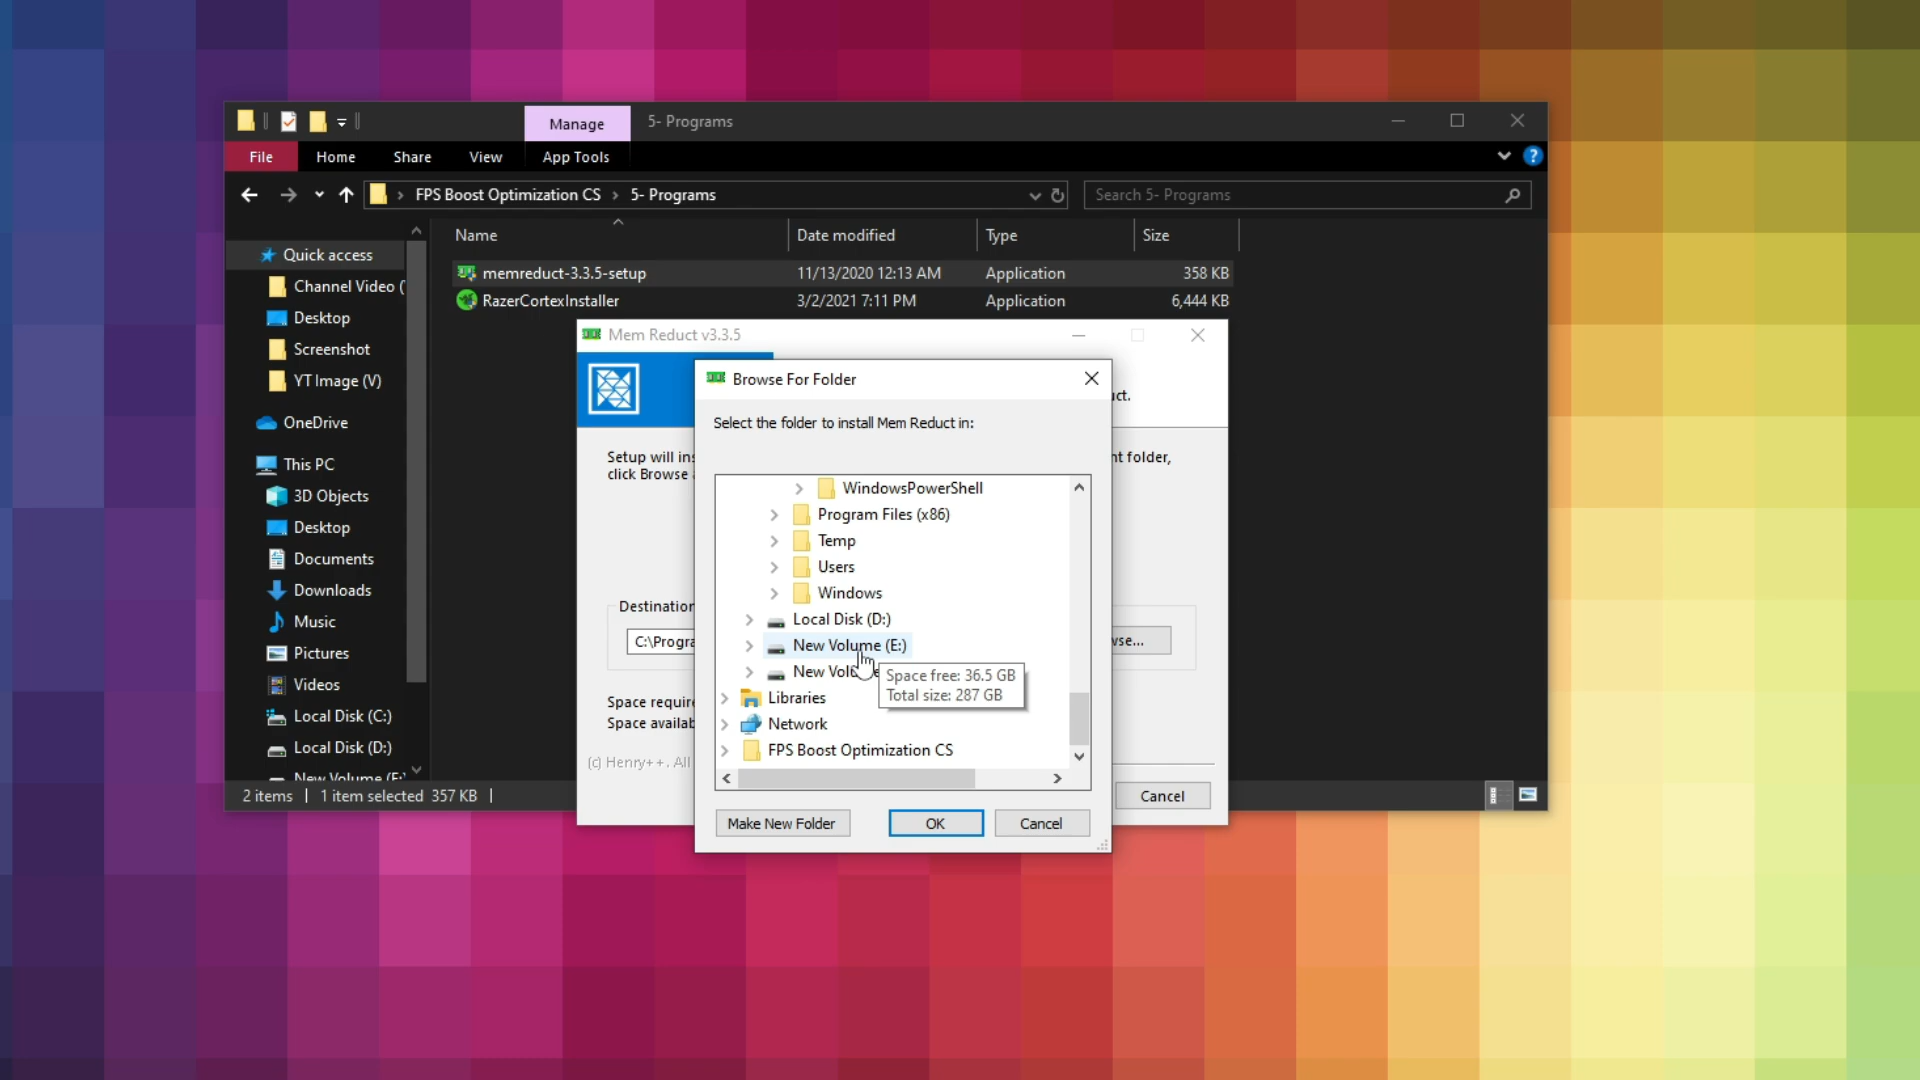 Manage
5- Programs
File
Home
Share
View
App Tools
FPS Boost Optimization CS
5- Programs
Search 5- Programs
Name
Date modified
Type
Size
Quick access
memreduct-3.3.5-setup
11/13/2020 12:13 AM
Application
358 KB
Channel Video (
RazerCortexInstaller
3/2/2021 7:11 PM
Application
6,444 KB
Desktop
Screenshot
YT Image (V)
OneDrive
This PC
3D Objects
Desktop
Documents
Downloads
Music
Pictures
Videos
Local Disk (C:)
Local Disk (D:)
New Volume (E:
2 items
1 item selected 357 KB
Mem Reduct v3.3.5
Setup will
click Browse
nt folder,
Destination
C:\Progra
Space
Space
(c) Henry++. All
Cancel
Browse For Folder
Select the folder to install Mem Reduct in:
WindowsPowerShell
Program Files (x86)
Temp
Users
Windows
Local Disk (D:)
New Volume (E:)
New
Space free: 36.5 GB
Total size: 287 GB
Libraries
Network
FPS Boost Optimization CS
Make New Folder
OK
Cancel